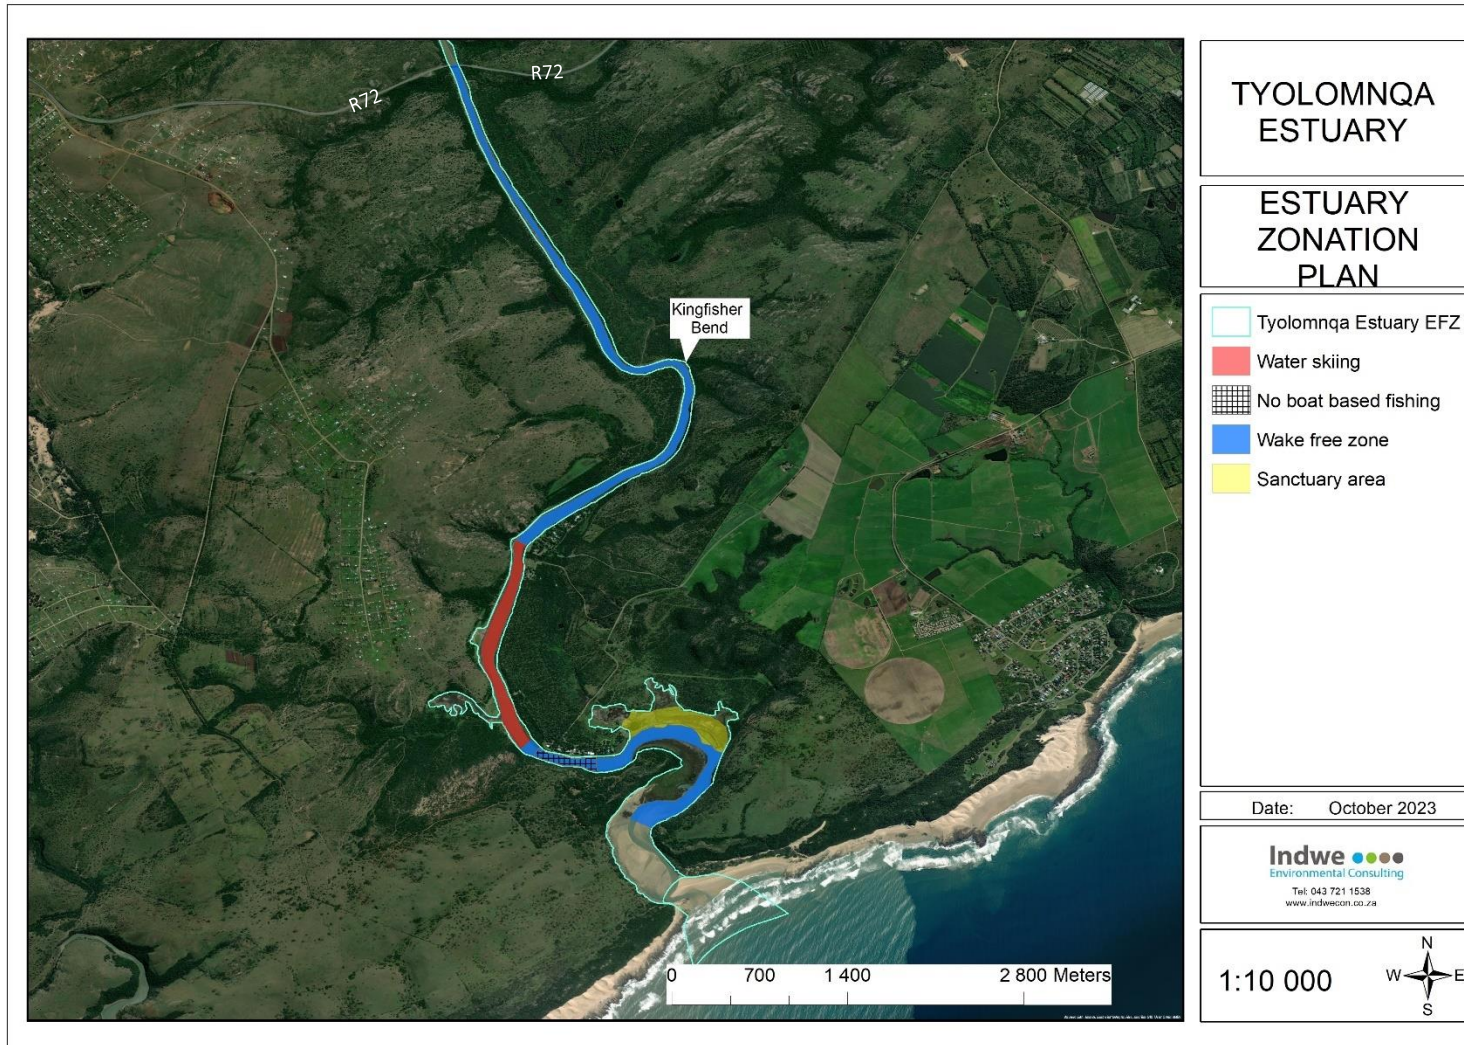 R72
R72
Kingfisher
Bend
0 700 1 400 2 800 Meters
TYOLOMNQA
ESTUARY
ESTUARY
ZONATION
PLAN
Tyolomnqa Estuary EFZ
Water skiing
No boat based fishing
Wake free zone
Sanctuary area
Date: October 2023
Indwe
Environmental Consulting
Tel: 043 721 1538
www.indwecon.co.za
1:10 000
N
W E
S